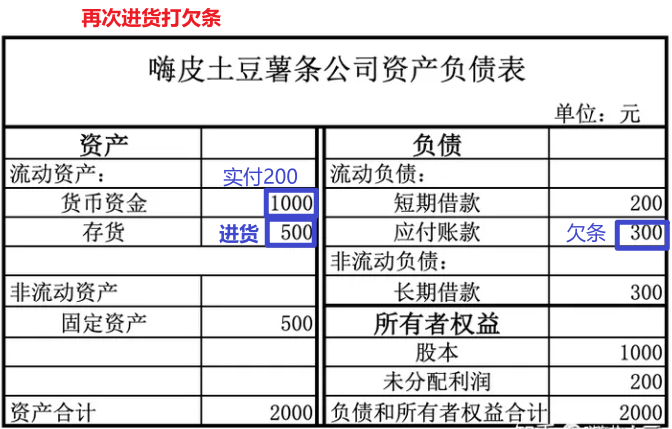 再次进货打欠条
嗨皮土豆薯条公司资产负债表
单位：元
资产 负债
流动资产： 实付200 流动负债：
货币资金 1000 短期借款 200
存货 进货 500 应付账款 欠条 300
非流动负债：
非流动资产 长期借款 300
固定资产 500 所有者权益
股本 1000
未分配利润 200
资产合计 2000 负债和所有者权益合计 2000